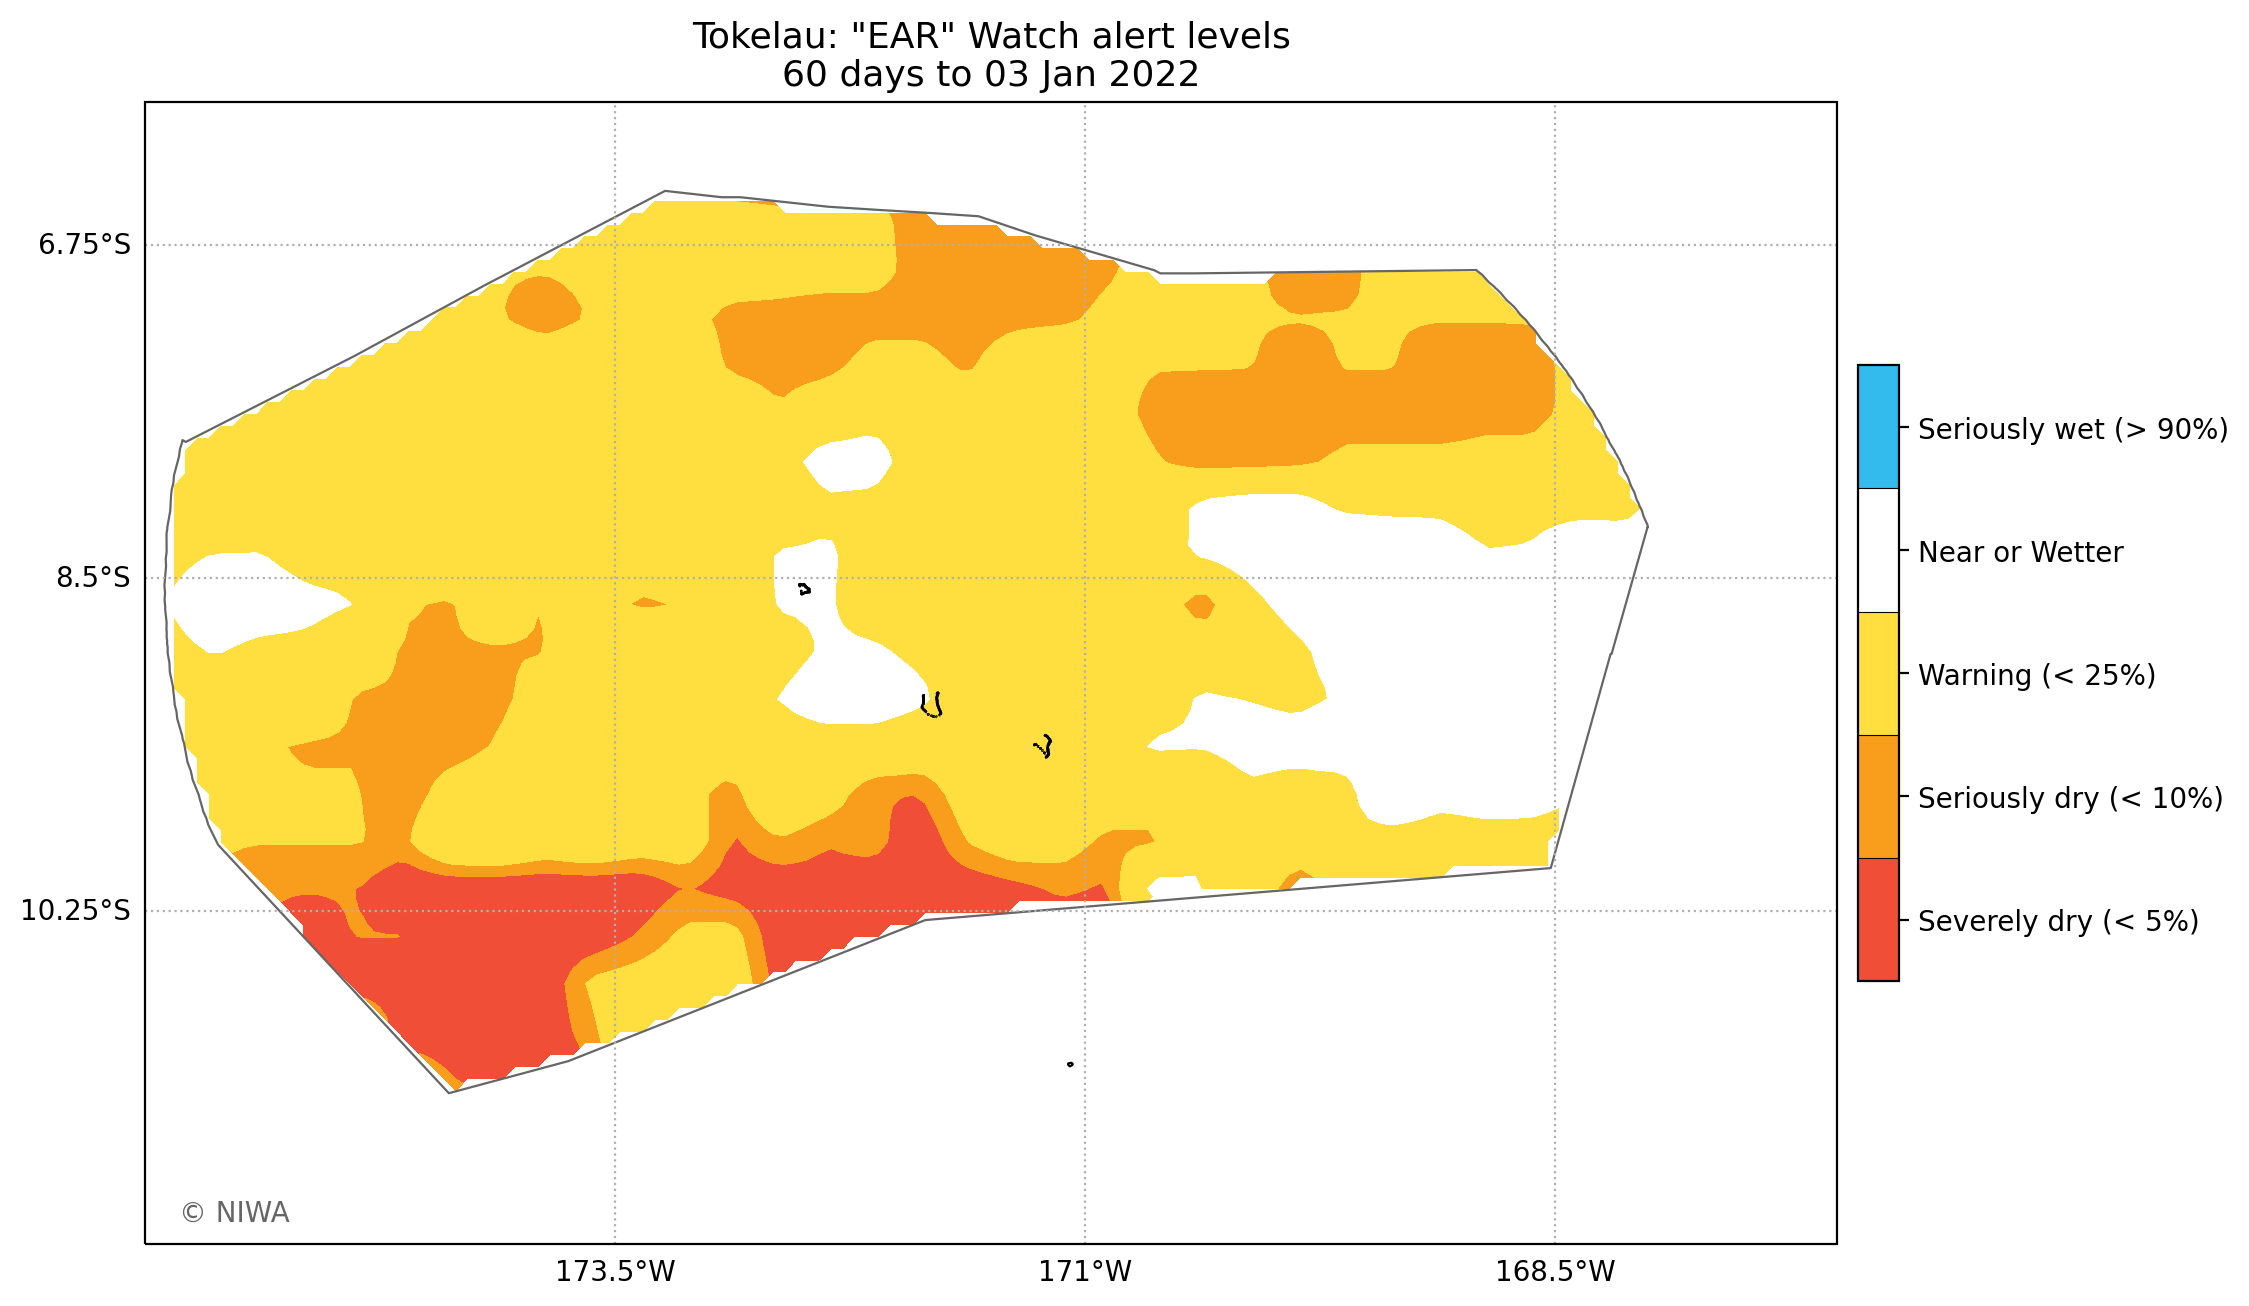 Tokelau: "EAR" Watch alert levels
60 days to 03 Jan 2022
6.75°S
8.5°S
10.25°S
173.5°W
171°W
168.5°W
Seriously wet (> 90%)
Near or Wetter
Warning (< 25%)
Seriously dry (< 10%)
Severely dry (< 5%)
© NIWA